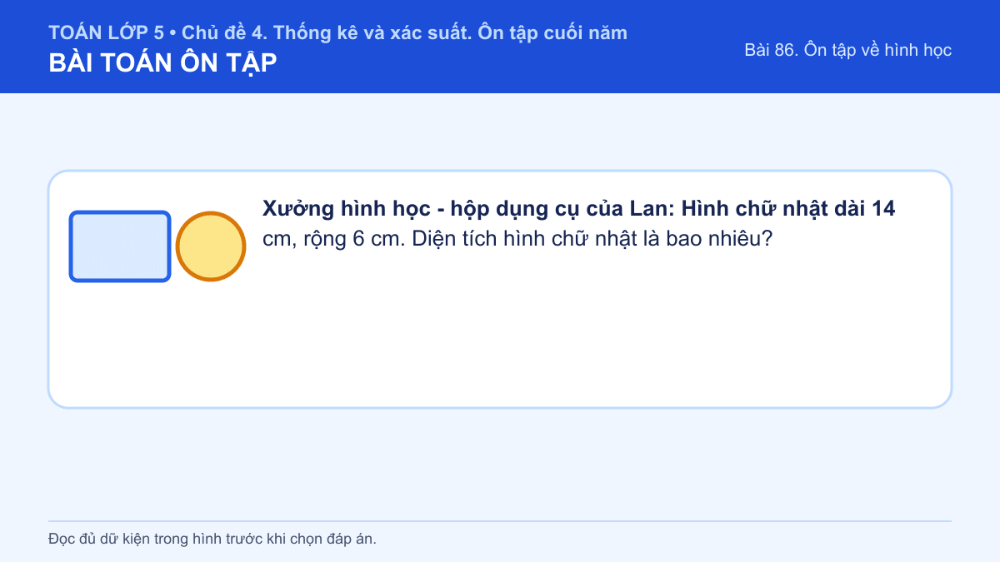 TOÁN LỚP 5 • Chủ đề 4. Thống kê và xác suất. Ôn tập cuối năm
BÀI TOÁN ÔN TẬP
Bài 86. Ôn tập về hình học
Xưởng hình học - hộp dụng cụ của Lan: Hình chữ nhật dài 14
cm, rộng 6 cm. Diện tích hình chữ nhật là bao nhiêu?
Đọc đủ dữ kiện trong hình trước khi chọn đáp án.